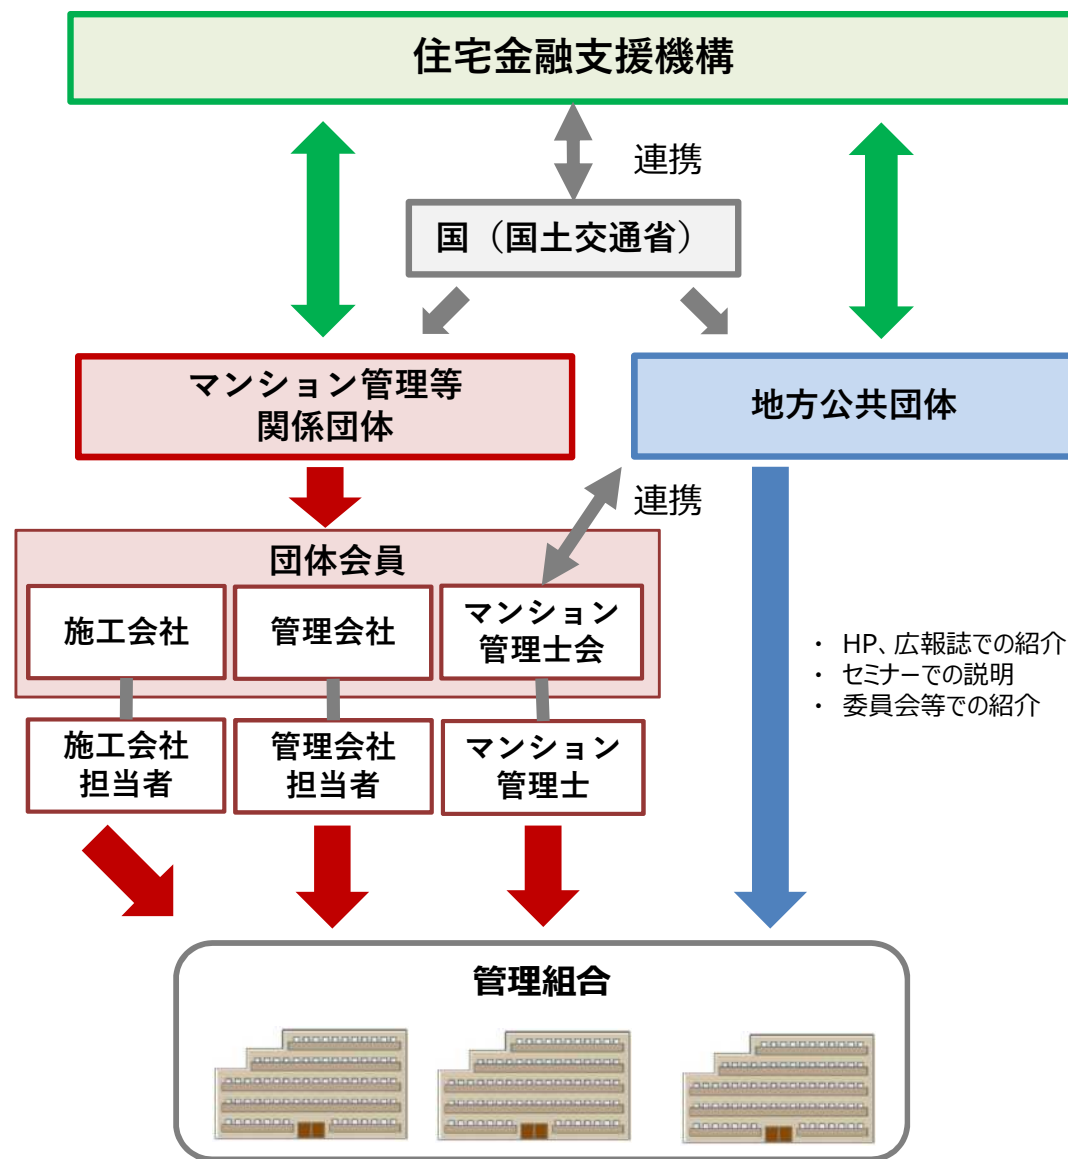 住宅金融支援機構
連携
国（国土交通省）
マンション管理等
関係団体
地方公共団体
連携
団体会員
施工会社
管理会社
マンション
管理士会
・ HP、広報誌での紹介
・ セミナーでの説明
・ 委員会等での紹介
施工会社
担当者
管理会社
担当者
マンション
管理士
管理組合